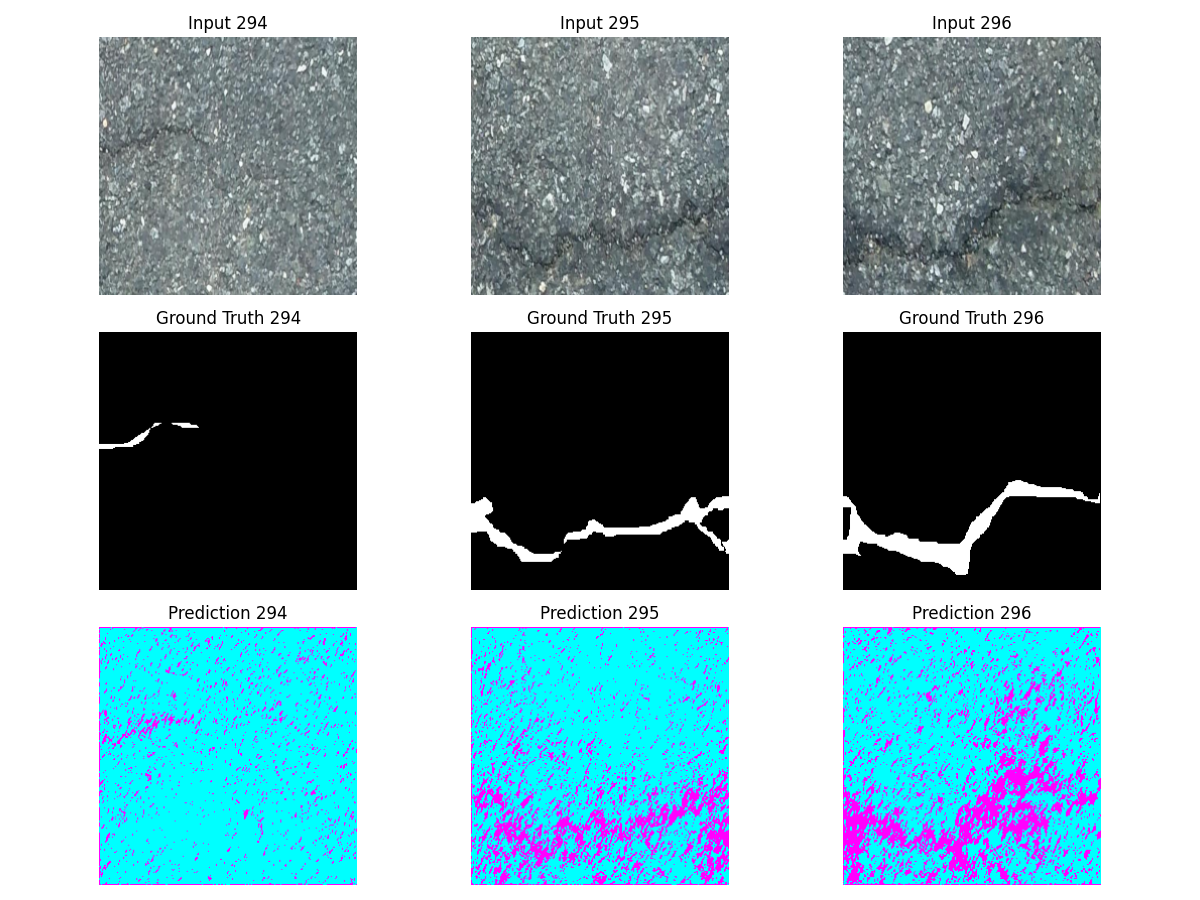 Input 294
Input 295
Input 296
Ground Truth 294
Ground Truth 295
Ground Truth 296
Prediction 294
Prediction 295
Prediction 296